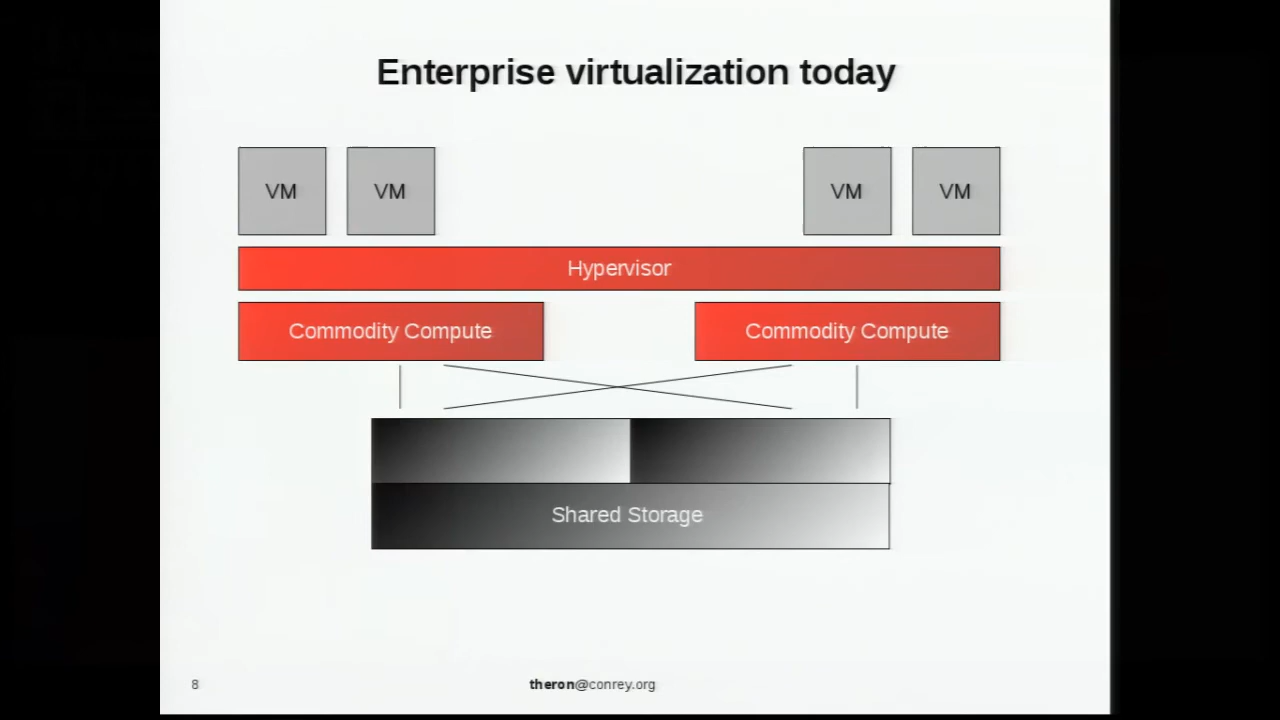 Enterprise virtualization today
VM
VM
VM
VM
Hypervisor
Commodity Compute
Commodity Compute
Shared Storage
8
theron@conrey.org